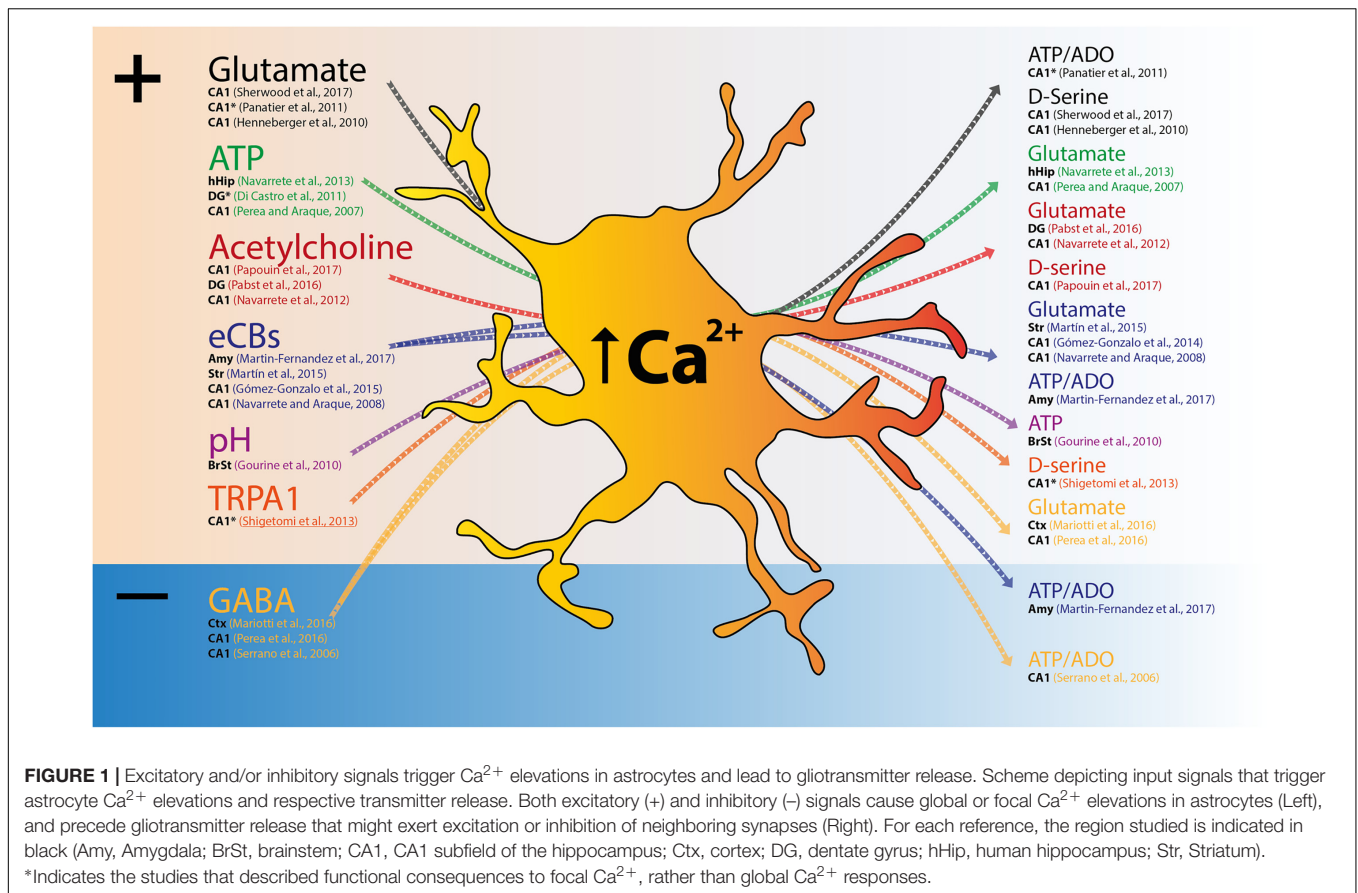 +
Glutamate
CA1 (Sherwood et al., 2017)
CA1* (Panatier et al., 2011)
CA1 (Henneberger et al., 2010)
ATP
hHip (Navarrete et al., 2013)
DG* (Di Castro et al., 2011)
CA1 (Perea and Araque, 2007)
Acetylcholine
CA1 (Papouin et al., 2017)
DG (Pabst et al., 2016)
CA1 (Navarrete et al., 2012)
eCBs
Amy (Martin-Fernandez et al., 2017)
Str (Martín et al., 2015)
CA1 (Gómez-Gonzalo et al., 2015)
CA1 (Navarrete and Araque, 2008)
pH
BrSt (Gourine et al., 2010)
TRPA1
CA1* (Shigetomi et al., 2013)
−
GABA
Ctx (Mariotti et al., 2016)
CA1 (Perea et al., 2016)
CA1 (Serrano et al., 2006)
↑Ca²⁺
ATP/ADO
CA1* (Panatier et al., 2011)
D-Serine
CA1 (Sherwood et al., 2017)
CA1 (Henneberger et al., 2010)
Glutamate
hHip (Navarrete et al., 2013)
CA1 (Perea and Araque, 2007)
Glutamate
DG (Pabst et al., 2016)
CA1 (Navarrete et al., 2012)
D-serine
CA1 (Papouin et al., 2017)
Glutamate
Str (Martín et al., 2015)
CA1 (Gómez-Gonzalo et al., 2014)
CA1 (Navarrete and Araque, 2008)
ATP/ADO
Amy (Martin-Fernandez et al., 2017)
ATP
BrSt (Gourine et al., 2010)
D-serine
CA1* (Shigetomi et al., 2013)
Glutamate
Ctx (Mariotti et al., 2016)
CA1 (Perea et al., 2016)
ATP/ADO
Amy (Martin-Fernandez et al., 2017)
ATP/ADO
CA1 (Serrano et al., 2006)
FIGURE 1 | Excitatory and/or inhibitory signals trigger Ca²⁺ elevations in astrocytes and lead to gliotransmitter release. Scheme depicting input signals that trigger
astrocyte Ca²⁺ elevations and respective transmitter release. Both excitatory (+) and inhibitory (–) signals cause global or focal Ca²⁺ elevations in astrocytes (Left),
and precede gliotransmitter release that might exert excitation or inhibition of neighboring synapses (Right). For each reference, the region studied is indicated in
black (Amy, Amygdala; BrSt, brainstem; CA1, CA1 subfield of the hippocampus; Ctx, cortex; DG, dentate gyrus; hHip, human hippocampus; Str, Striatum).
*Indicates the studies that described functional consequences to focal Ca²⁺, rather than global Ca²⁺ responses.